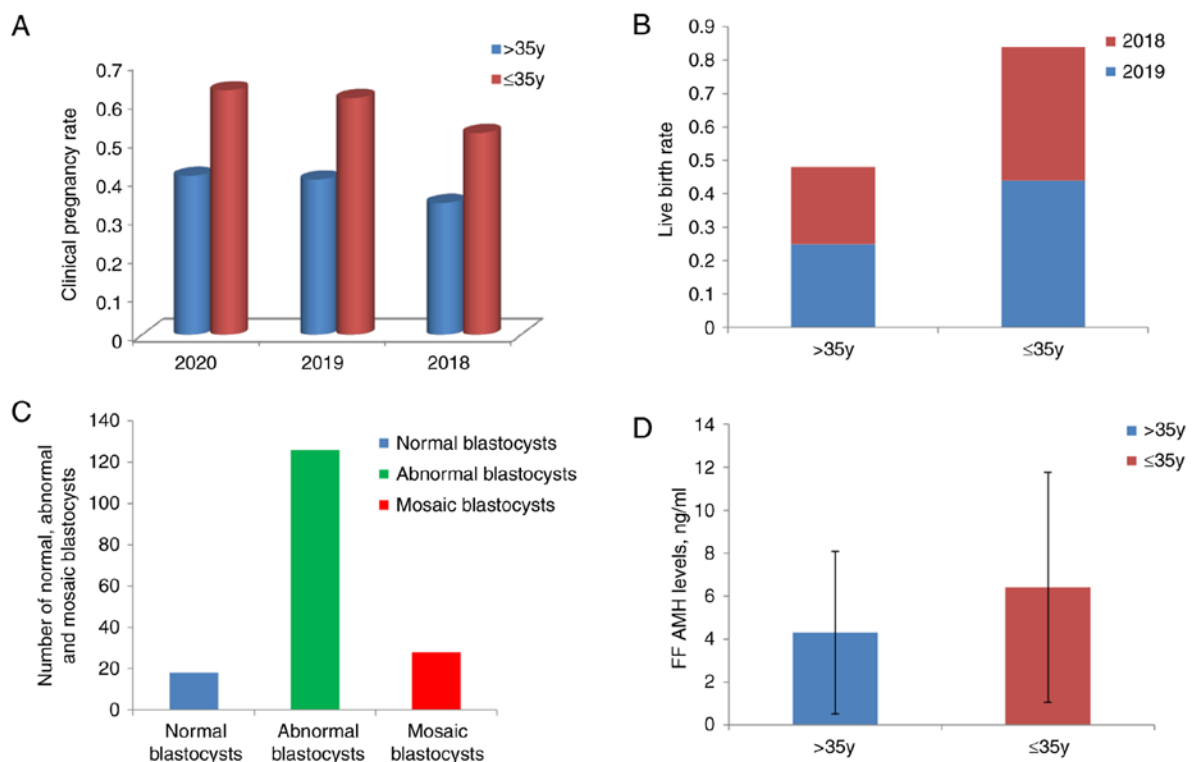 A
>35y
≤35y
Clinical pregnancy rate
0.7
0.6
0.5
0.4
0.3
0.2
0.1
0
2020
2019
2018
B
2018
2019
Live birth rate
0.9
0.8
0.7
0.6
0.5
0.4
0.3
0.2
0.1
0
>35y
≤35y
C
Number of normal, abnormal
and mosaic blastocysts
140
120
100
80
60
40
20
0
Normal blastocysts
Abnormal blastocysts
Mosaic blastocysts
Normal
blastocysts
Abnormal
blastocysts
Mosaic
blastocysts
D
>35y
≤35y
FF AMH levels, ng/ml
14
12
10
8
6
4
2
0
>35y
≤35y